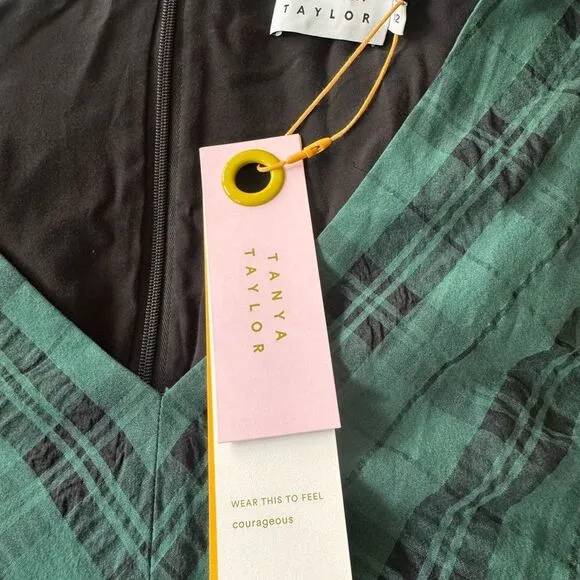 TAYLOR
2
TANYA
TAYLOR
WEAR THIS TO FEEL
courageous